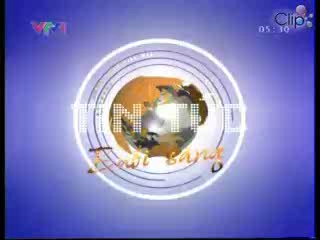 VTV1
Clip
05:30
TIN TỨC
buổi sáng